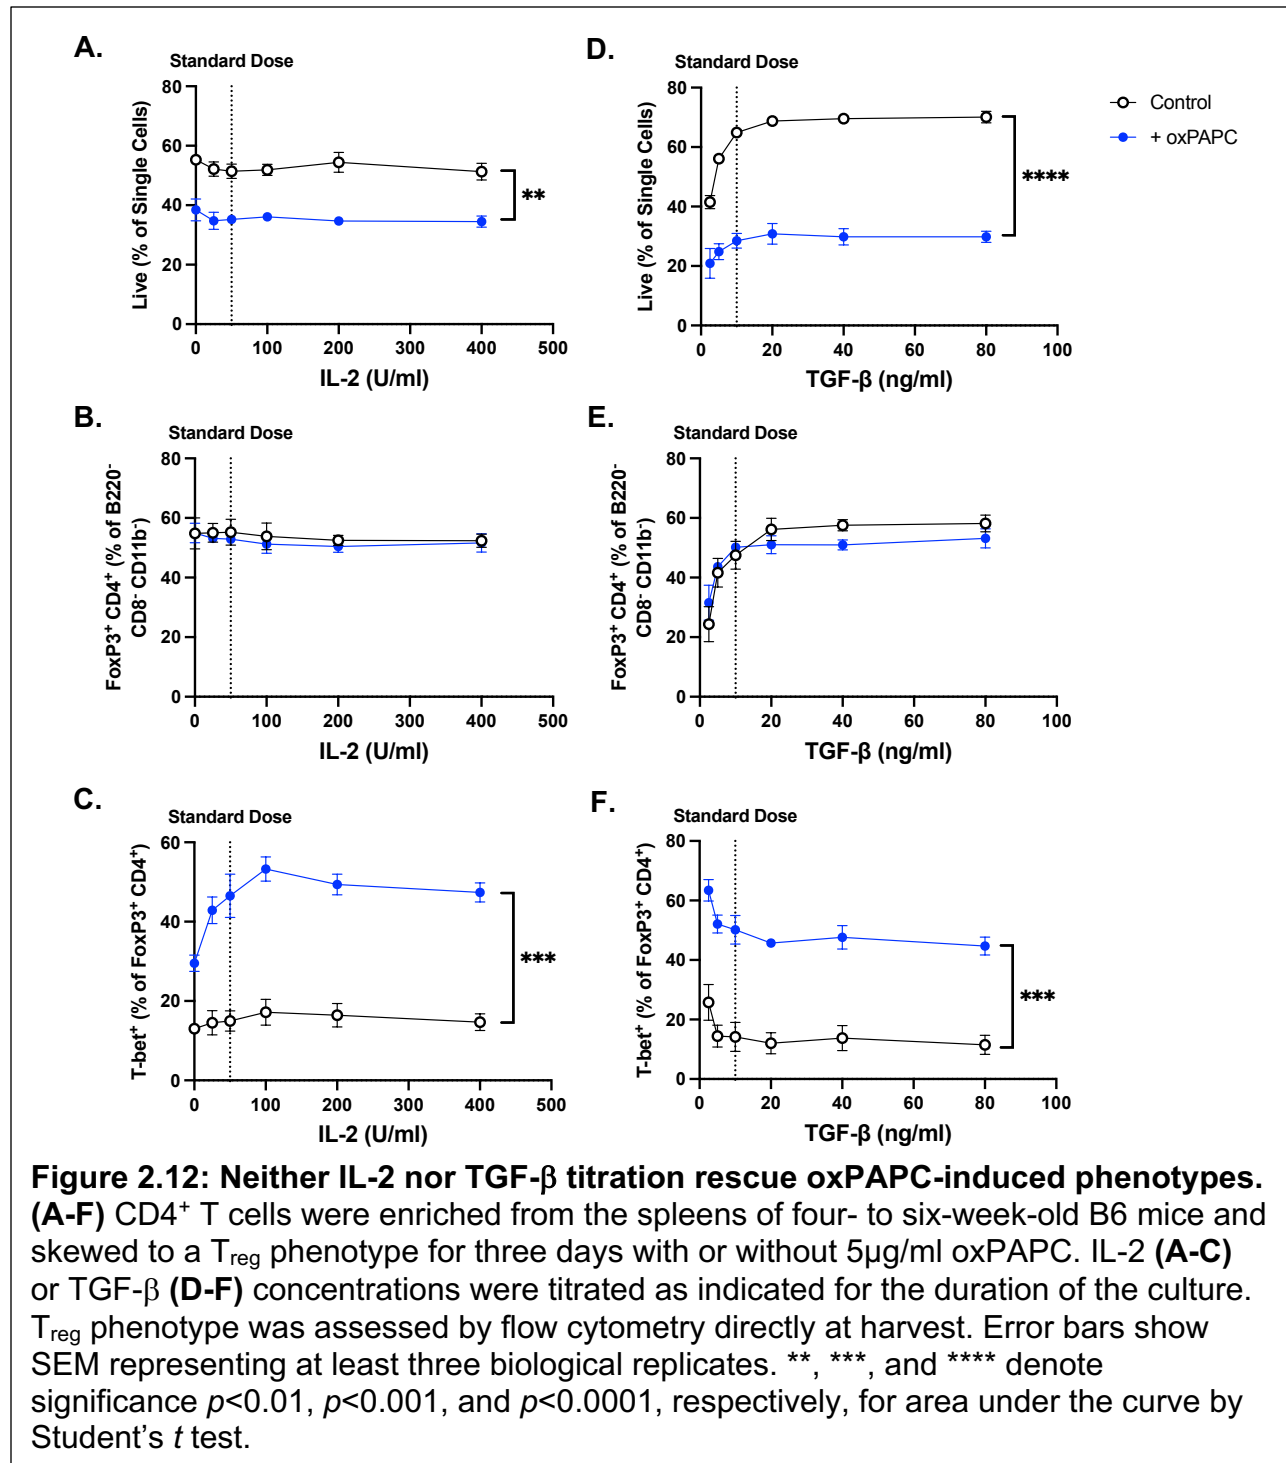 A.
Standard Dose
Live (% of Single Cells)
80
60
40
20
0
0 100 200 300 400 500
IL-2 (U/ml)
**
D.
Standard Dose
Live (% of Single Cells)
80
60
40
20
0
0 20 40 60 80 100
TGF-β (ng/ml)
****
Control
+ oxPAPC
B.
Standard Dose
FoxP3⁺ CD4⁺ (% of B220⁻
CD8⁻ CD11b⁻)
80
60
40
20
0
0 100 200 300 400 500
IL-2 (U/ml)
E.
Standard Dose
FoxP3⁺ CD4⁺ (% of B220⁻
CD8⁻ CD11b⁻)
80
60
40
20
0
0 20 40 60 80 100
TGF-β (ng/ml)
C.
Standard Dose
T-bet⁺ (% of FoxP3⁺ CD4⁺)
60
40
20
0
0 100 200 300 400 500
IL-2 (U/ml)
***
F.
Standard Dose
T-bet⁺ (% of FoxP3⁺ CD4⁺)
80
60
40
20
0
0 20 40 60 80 100
TGF-β (ng/ml)
***
Figure 2.12: Neither IL-2 nor TGF-β titration rescue oxPAPC-induced phenotypes.
(A-F) CD4⁺ T cells were enriched from the spleens of four- to six-week-old B6 mice and
skewed to a Treg phenotype for three days with or without 5µg/ml oxPAPC. IL-2 (A-C)
or TGF-β (D-F) concentrations were titrated as indicated for the duration of the culture.
Treg phenotype was assessed by flow cytometry directly at harvest. Error bars show
SEM representing at least three biological replicates. **, ***, and **** denote
significance p<0.01, p<0.001, and p<0.0001, respectively, for area under the curve by
Student's t test.